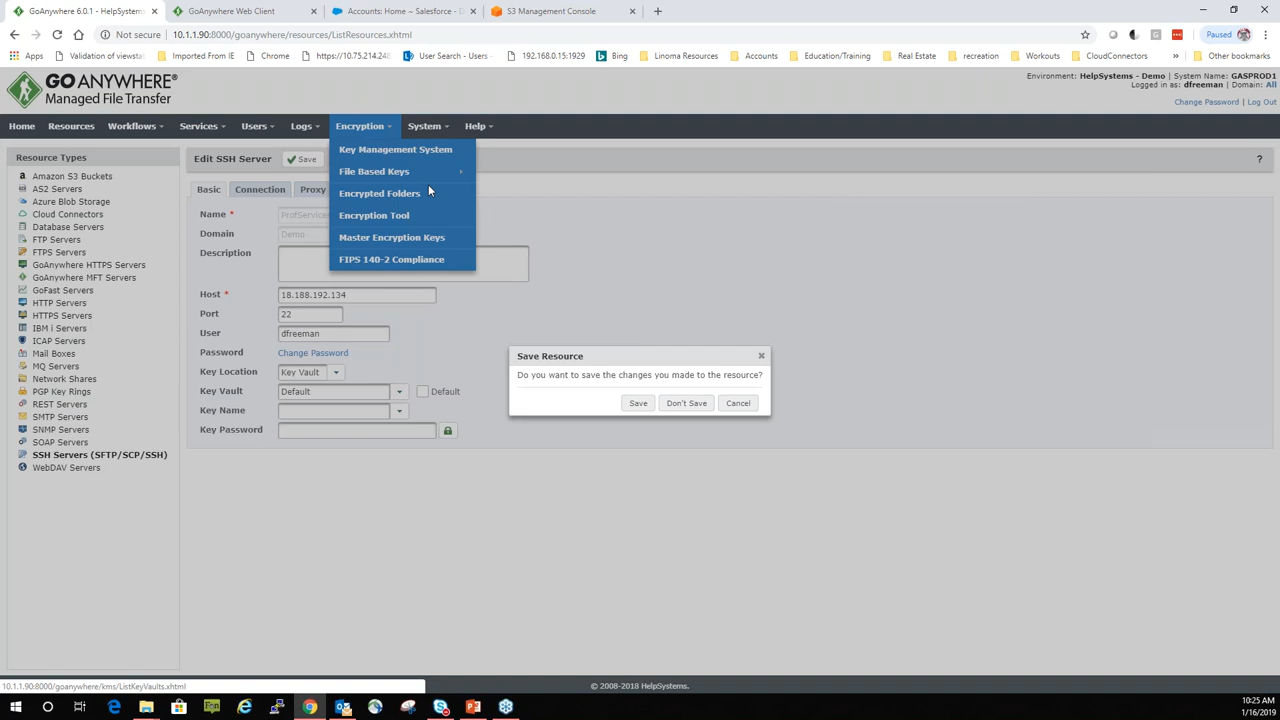 GoAnywhere 6.0.1 - HelpSystems
GoAnywhere Web Client
Accounts: Home ~ Salesforce - D
S3 Management Console
Not secure | 10.1.1.90:8000/goanywhere/resources/ListResources.xhtml
Paused
Apps
Validation of viewsta
Imported From IE
Chrome
https://10.75.214.24
User Search - Users
192.168.0.15:1929
Bing
Linoma Resources
Accounts
Education/Training
Real Estate
recreation
Workouts
CloudConnectors
»
Other bookmarks
GO ANYWHERE®
Managed File Transfer
Environment: HelpSystems - Demo | System Name: GASPROD1
Logged in as: dfreeman | Domain: All
Change Password | Log Out
Home
Resources
Workflows
Services
Users
Logs
Encryption
System
Help
Key Management System
File Based Keys
Encrypted Folders
Encryption Tool
Master Encryption Keys
FIPS 140-2 Compliance
Resource Types
Amazon S3 Buckets
AS2 Servers
Azure Blob Storage
Cloud Connectors
Database Servers
FTP Servers
FTPS Servers
GoAnywhere HTTPS Servers
GoAnywhere MFT Servers
GoFast Servers
HTTP Servers
HTTPS Servers
IBM i Servers
ICAP Servers
Mail Boxes
MQ Servers
Network Shares
PGP Key Rings
REST Servers
SMTP Servers
SNMP Servers
SOAP Servers
SSH Servers (SFTP/SCP/SSH)
WebDAV Servers
Edit SSH Server
Save
?
Basic
Connection
Proxy
Name *
ProfServices
Domain
Demo
Description
Host *
18.188.192.134
Port
22
User
dfreeman
Password
Change Password
Key Location
Key Vault
Key Vault
Default
Default
Key Name
Key Password
Save Resource
Do you want to save the changes you made to the resource?
Save
Don't Save
Cancel
10.1.1.90:8000/goanywhere/kms/ListKeyVaults.xhtml
© 2008-2018 HelpSystems.
10:25 AM
1/16/2019